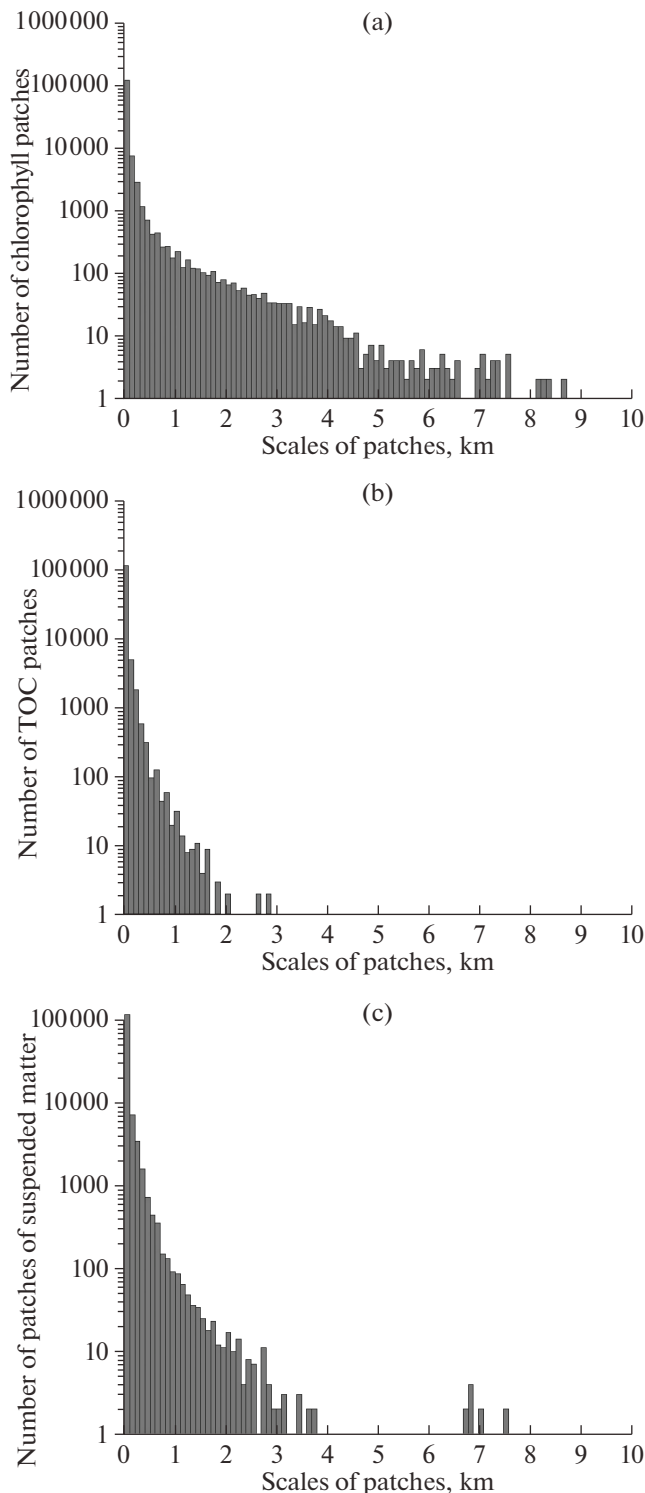 (a)
1000000
100000
10000
1000
100
10
1
Number of chlorophyll patches
0 1 2 3 4 5 6 7 8 9 10
Scales of patches, km
(b)
1000000
100000
10000
1000
100
10
1
Number of TOC patches
0 1 2 3 4 5 6 7 8 9 10
Scales of patches, km
(c)
100000
10000
1000
100
10
1
Number of patches of suspended matter
0 1 2 3 4 5 6 7 8 9 10
Scales of patches, km